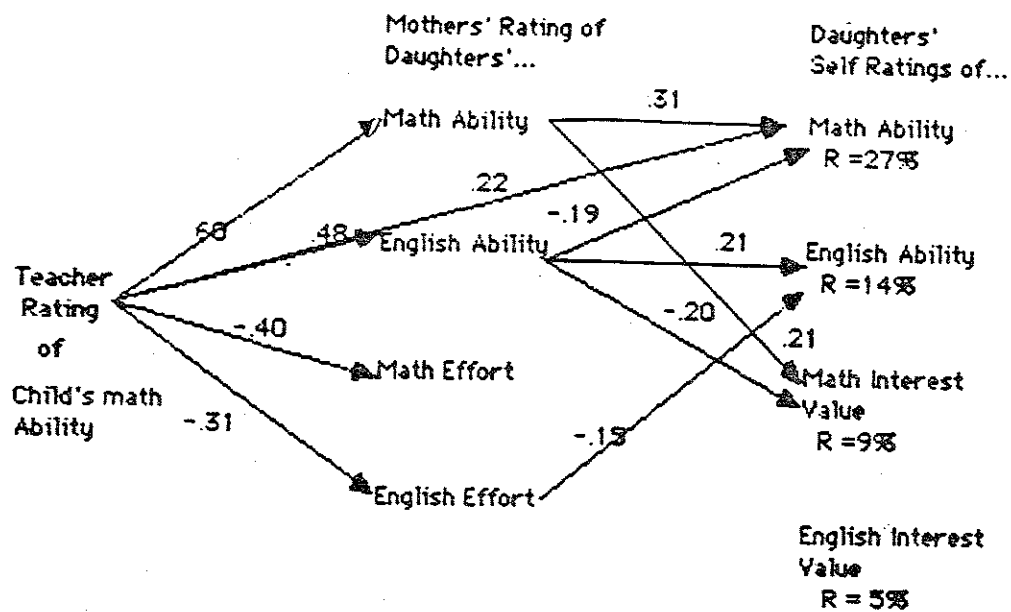 Mothers' Rating of
Daughters'...
Daughters'
Self Ratings of...
.31
Math Ability
Math Ability
R =27%
.22
-.19
.60
.48
English Ability
.21
English Ability
R =14%
Teacher
Rating
of
Child's math
Ability
-.40
-.20
.21
Math Effort
Math Interest
Value
R =9%
-.31
-.15
English Effort
English Interest
Value
R = 5%